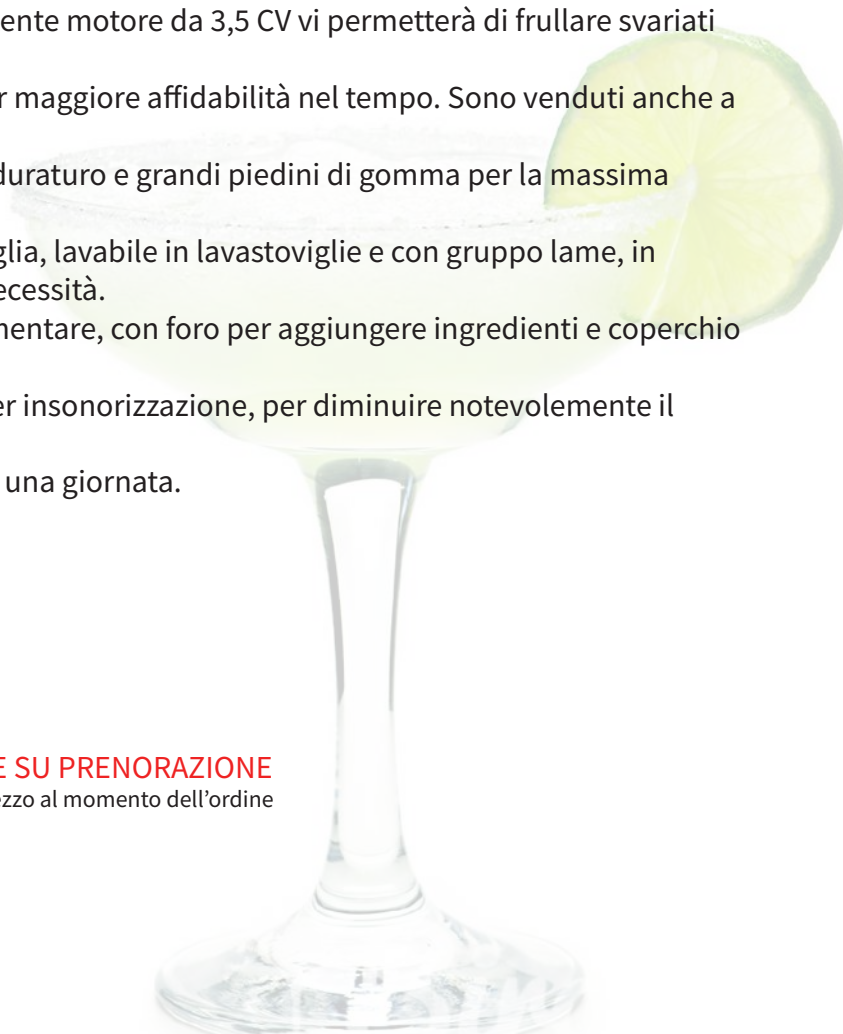 ente motore da 3,5 CV vi permetterà di frullare svariati
r maggiore affidabilità nel tempo. Sono venduti anche a
duraturo e grandi piedini di gomma per la massima
glia, lavabile in lavastoviglie e con gruppo lame, in
ecessità.
nentare, con foro per aggiungere ingredienti e coperchio
er insonorizzazione, per diminuire notevolemente il
una giornata.
E SU PRENORAZIONE
ezzo al momento dell'ordine